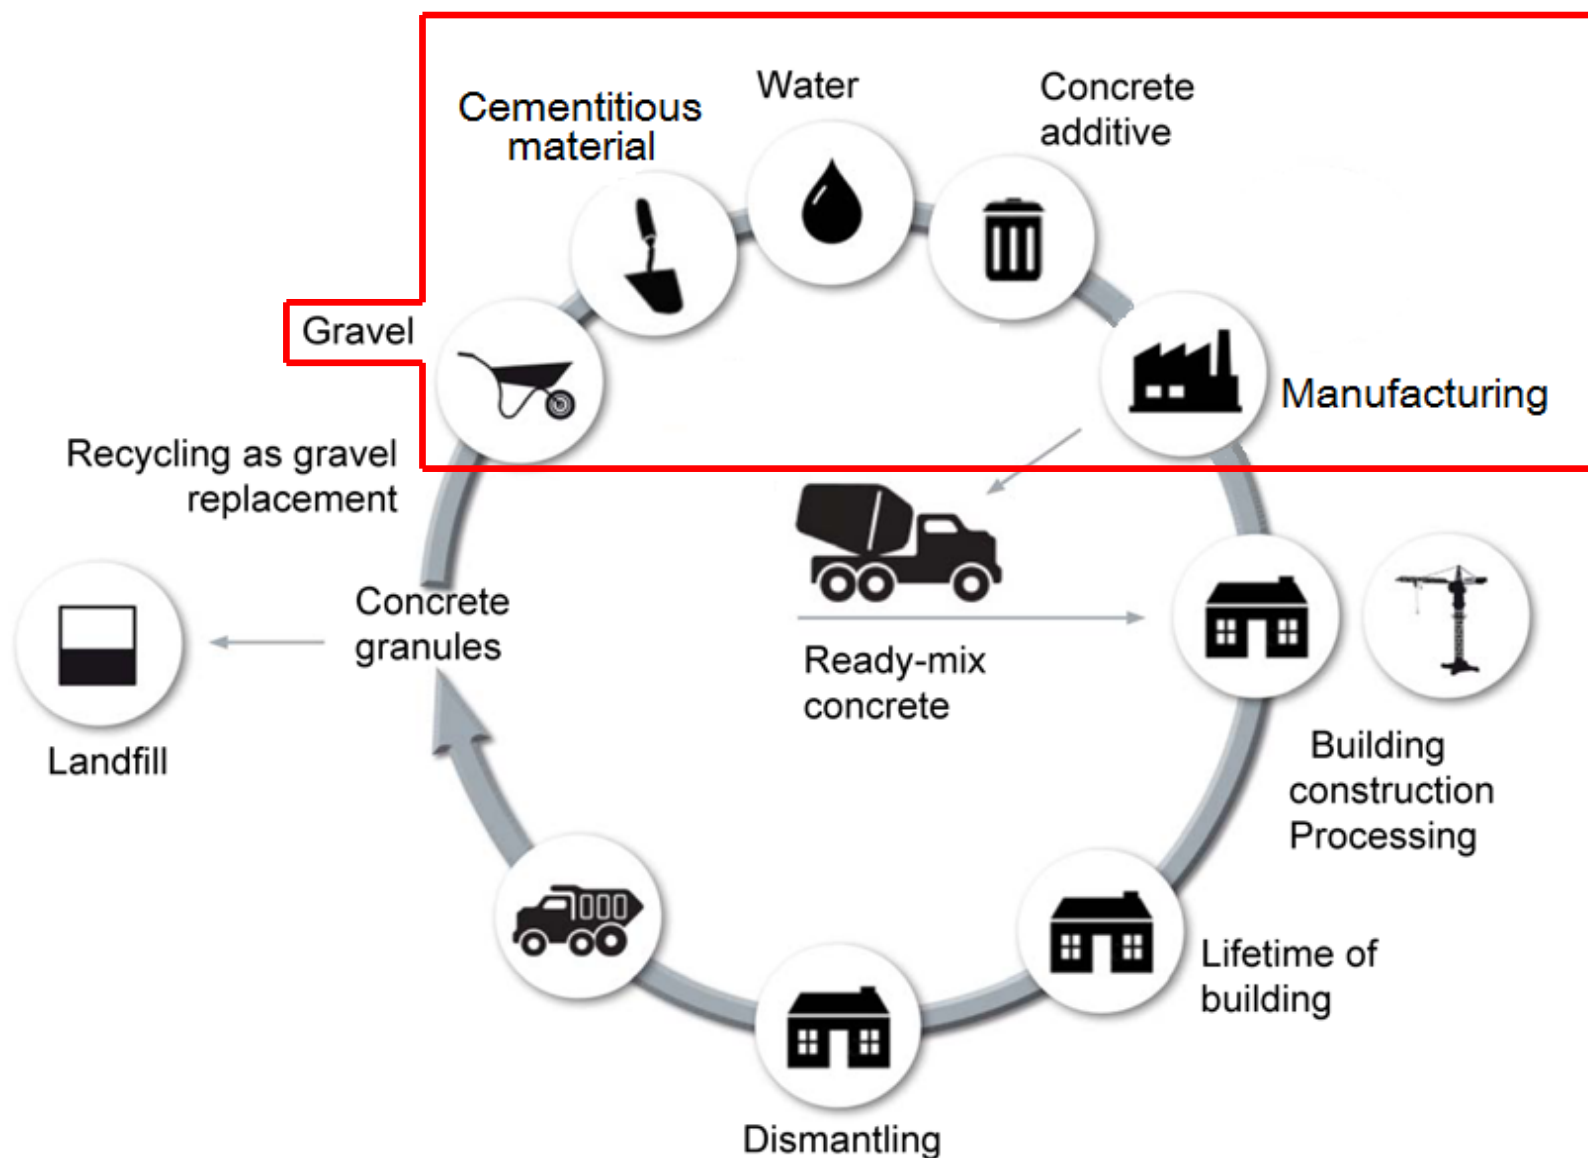 Water
Concrete
additive
Cementitious
material
Gravel
Manufacturing
Recycling as gravel
replacement
Concrete
granules
Landfill
Ready-mix
concrete
Building
construction
Processing
Lifetime of
building
Dismantling